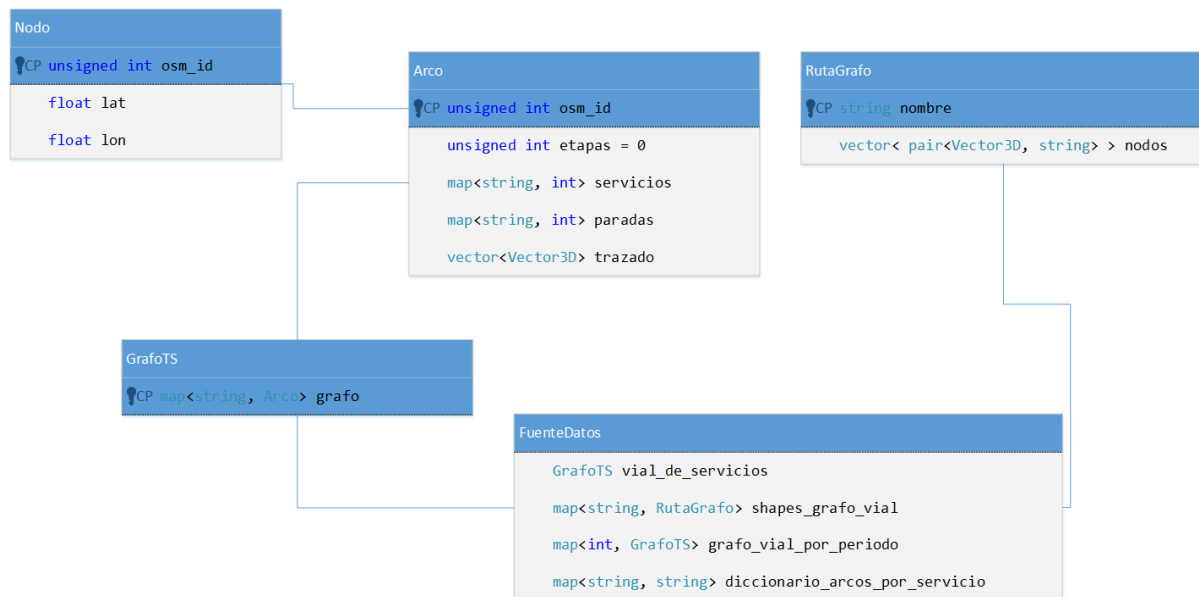 Nodo
CP unsigned int osm_id
float lat
float lon
Arco
CP unsigned int osm_id
unsigned int etapas = 0
map<string, int> servicios
map<string, int> paradas
vector<Vector3D> trazado
RutaGrafo
CP string nombre
vector< pair<Vector3D, string> > nodos
GrafoTS
CP map<string, Arco> grafo
FuenteDatos
GrafoTS vial_de_servicios
map<string, RutaGrafo> shapes_grafo_vial
map<int, GrafoTS> grafo_vial_por_periodo
map<string, string> diccionario_arcos_por_servicio